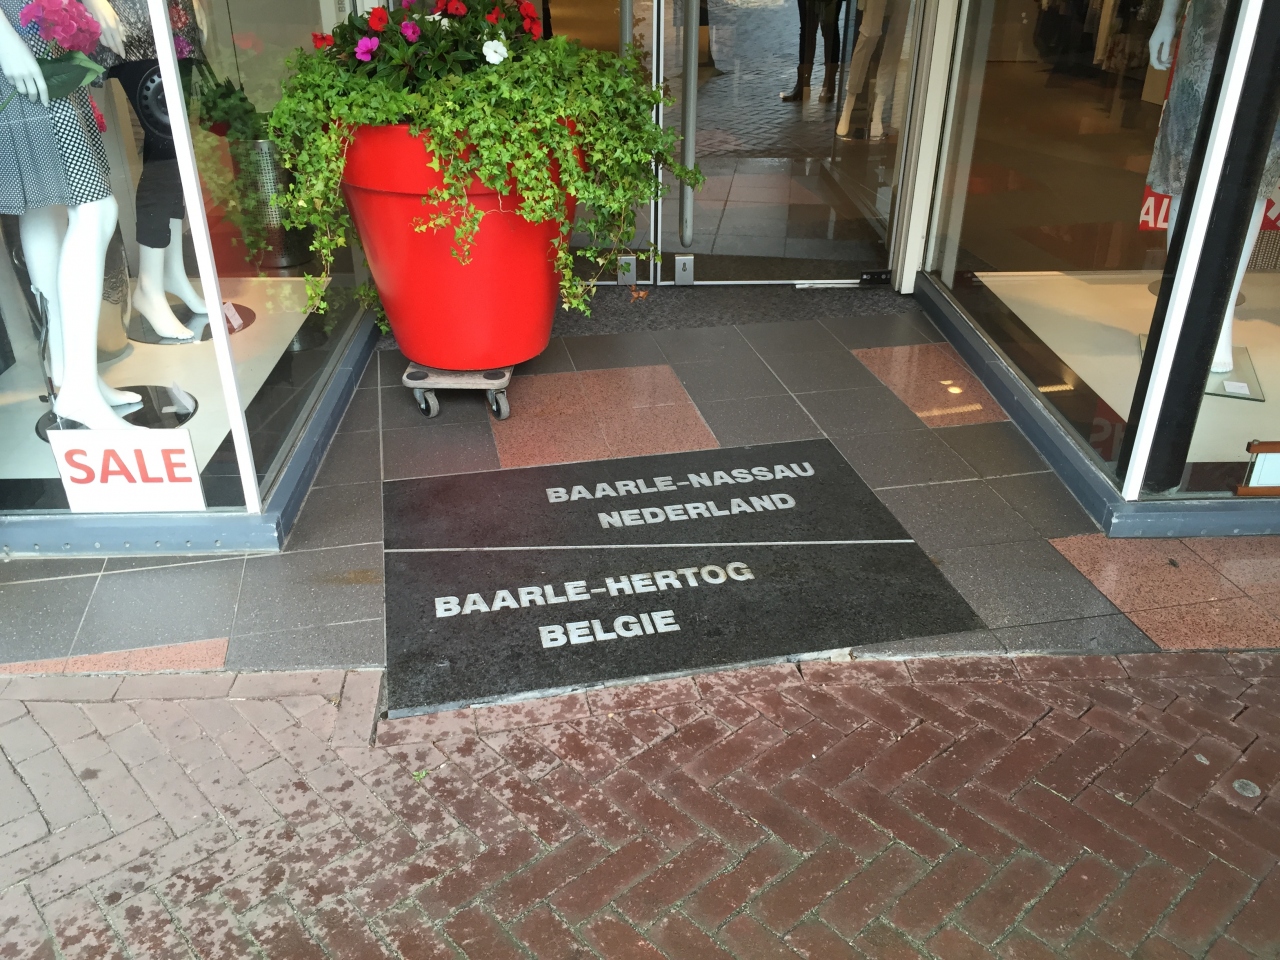 BAARLE-NASSAU
NEDERLAND
BAARLE-HERTOG
BELGIE
SALE